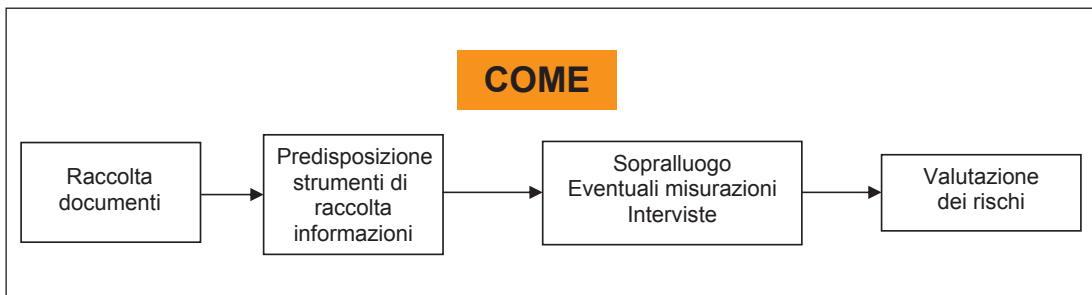 COME
Raccolta
documenti
Predisposizione
strumenti di
raccolta
informazioni
Sopralluogo
Eventuali misurazioni
Interviste
Valutazione
dei rischi